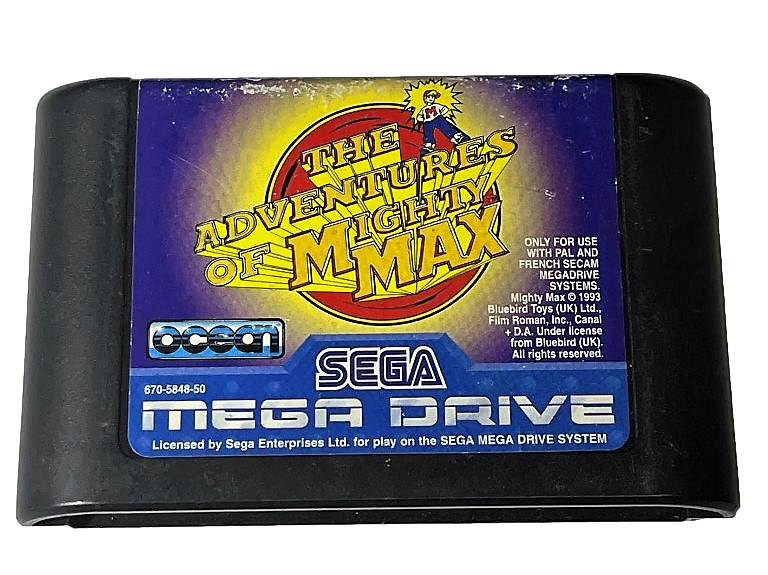 THE
ADVENTURES
OF MIGHTY
MAX
M
ONLY FOR USE
WITH PAL AND
FRENCH SECAM
MEGADRIVE
SYSTEMS.
Mighty Max © 1993
Bluebird Toys (UK) Ltd.,
Film Roman, Inc., Canal
+ D.A. Under license
from Bluebird (UK).
All rights reserved.
ocean
SEGA
670-5848-50
MEGA DRIVE
Licensed by Sega Enterprises Ltd. for play on the SEGA MEGA DRIVE SYSTEM